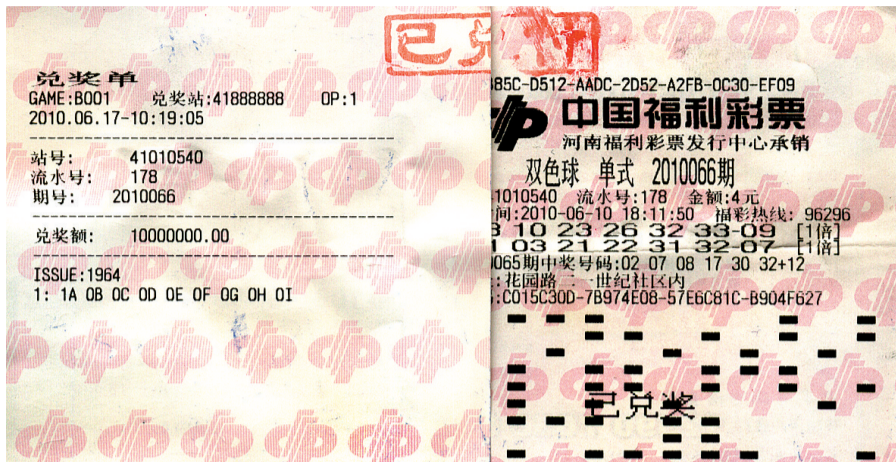 已兑
兑奖单
GAME:B001 兑奖站:41888888 OP:1
2010.06.17-10:19:05
站号: 41010540
流水号: 178
期号: 2010066
兑奖额: 10000000.00
ISSUE:1964
1: 1A 0B 0C 0D 0E 0F 0G 0H 0I
85C-D512-AADC-2D52-A2FB-0C30-EF09
中国福利彩票
河南福利彩票发行中心承销
双色球 单式 2010066期
1010540 流水号:178 金额:4元
间:2010-06-10 18:11:50 福彩热线: 96296
10 23 26 32 33-09 [1倍]
03 21 22 31 32-07 [1倍]
065期中奖号码:02 07 08 17 30 32+12
:花园路二一世纪社区内
:C015C30D-7B974E08-57E6C81C-B904F627
已兑奖